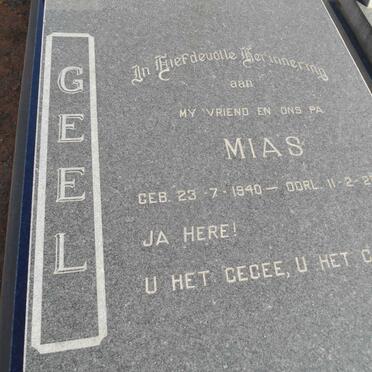 GEEL
In Liefdevolle Herinnering
aan
MY VRIEND EN ONS PA
MIAS
GEB. 23-7-1940 — OORL. 11-2-2
JA HERE!
U HET GEGEE, U HET G